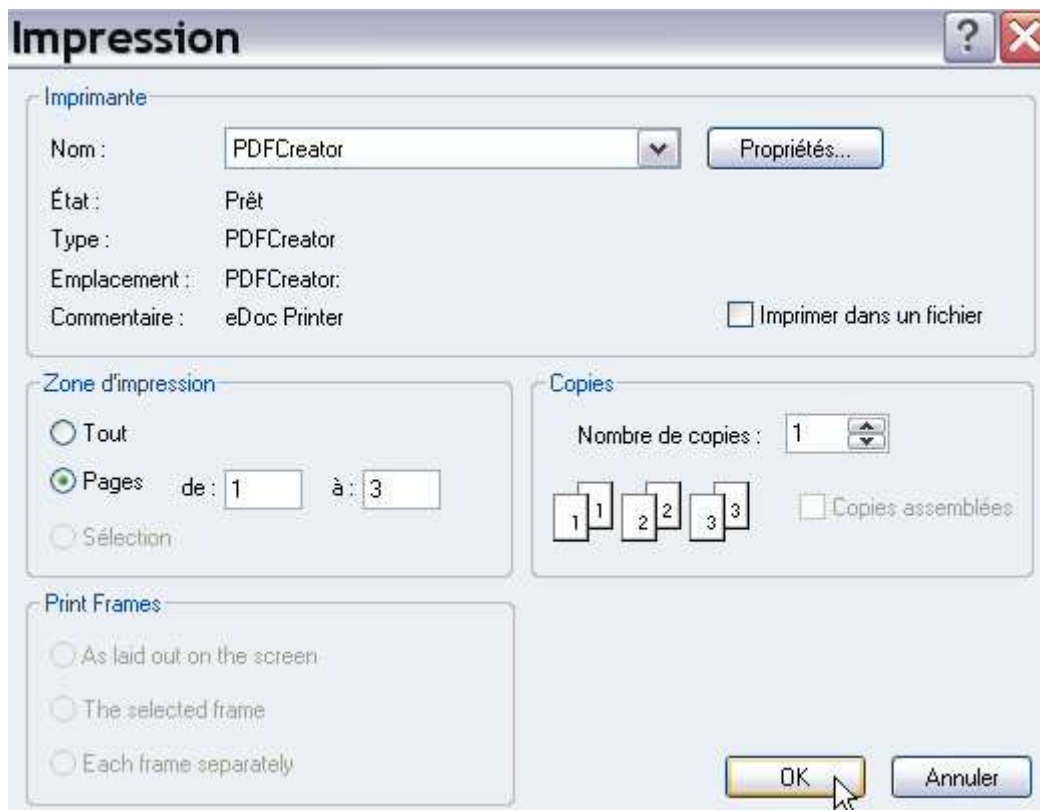 Impression
Imprimante
Nom : PDFCreator Propriétés...
État : Prêt
Type : PDFCreator
Emplacement : PDFCreator:
Commentaire : eDoc Printer Imprimer dans un fichier
Zone d'impression
Tout
Pages de : 1 à : 3
Sélection
Copies
Nombre de copies : 1
1 1 2 2 3 3 Copies assemblées
Print Frames
As laid out on the screen
The selected frame
Each frame separately
OK Annuler